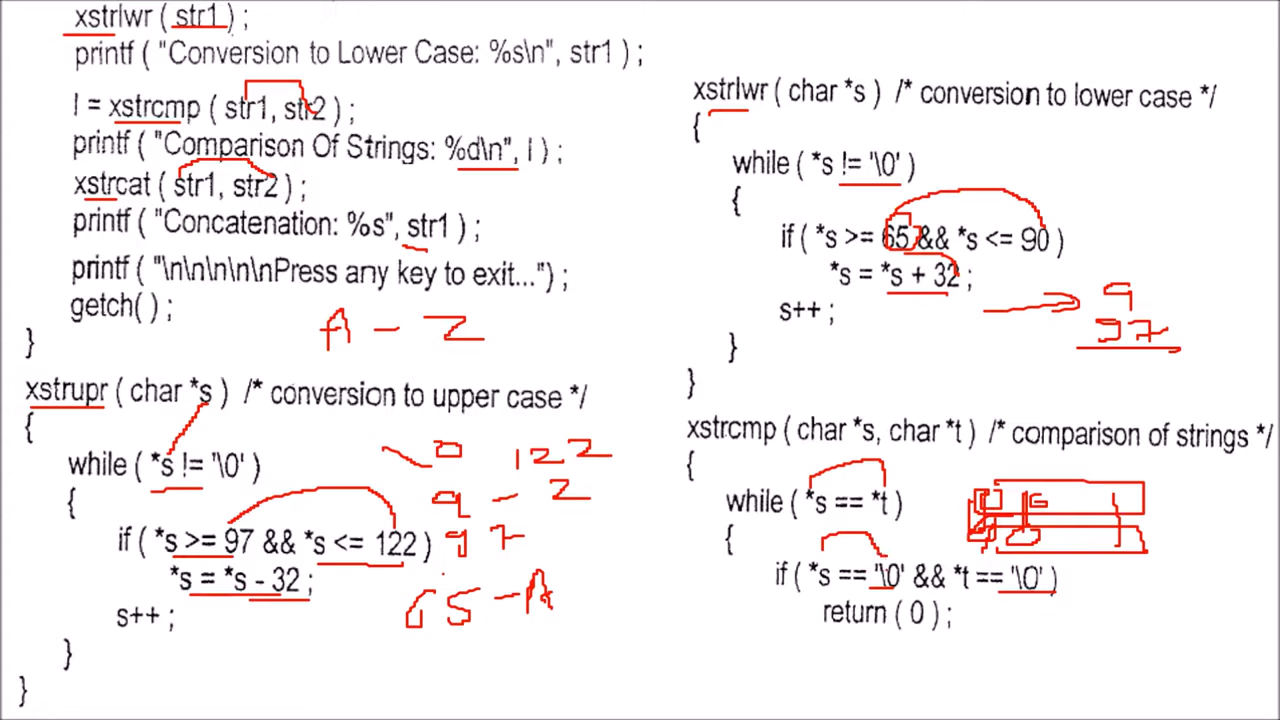 xstrlwr ( str1 ) ;
printf ( "Conversion to Lower Case: %s\n", str1 ) ;
l = xstrcmp ( str1, str2 ) ;
printf ( "Comparison Of Strings: %d\n", l ) ;
xstrcat ( str1, str2 ) ;
printf ( "Concatenation: %s", str1 ) ;
printf ( "\n\n\n\n\nPress any key to exit...") ;
getch( ) ;
A - Z
}
xstrupr ( char *s ) /* conversion to upper case */
{
while ( *s != '\0' )
{
if ( *s >= 97 && *s <= 122 )
*s = *s - 32 ;
s++ ;
}
}
122
a - z
97
65 - A
xstrlwr ( char *s ) /* conversion to lower case */
{
while ( *s != '\0' )
{
if ( *s >= 65 && *s <= 90 )
*s = *s + 32 ;
s++ ;
}
}
a
97
xstrcmp ( char *s, char *t ) /* comparison of strings */
{
while ( *s == *t )
{
if ( *s == '\0' && *t == '\0' )
return ( 0 ) ;